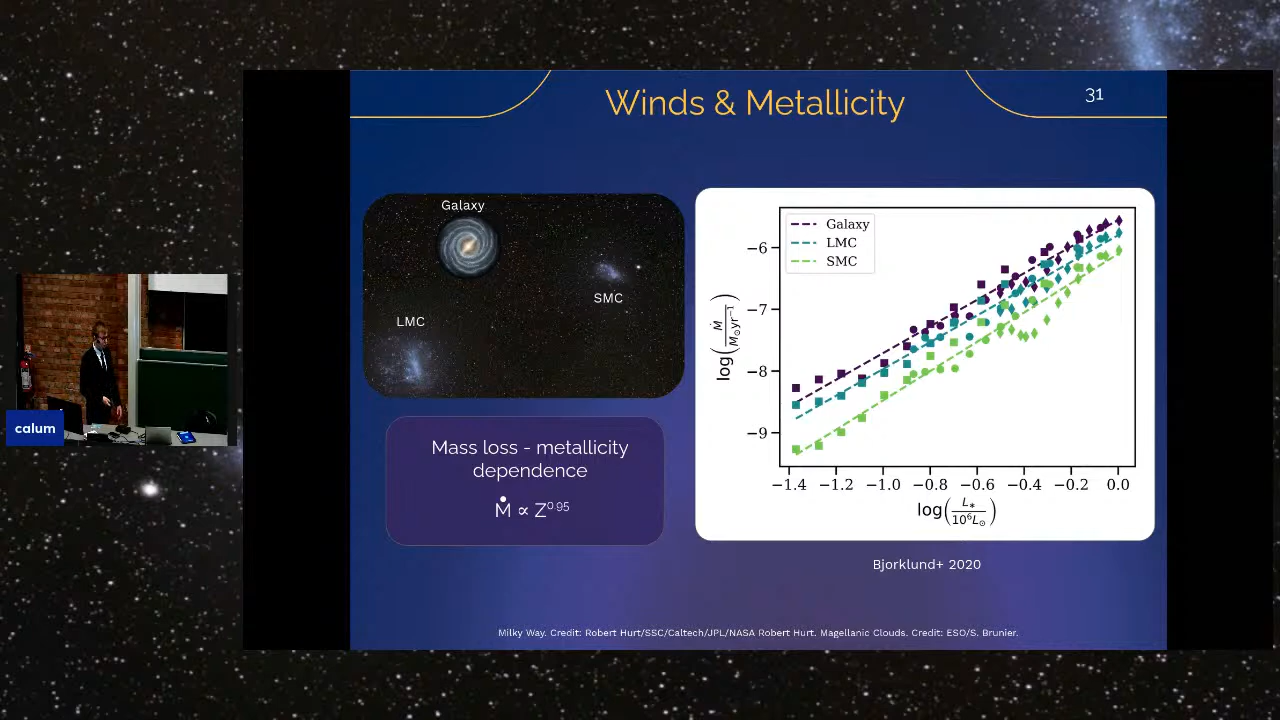 Winds & Metallicity
31
Galaxy
SMC
LMC
Mass loss - metallicity
dependence
Ṁ ∝ Z^0.95
Galaxy
LMC
SMC
−6
−7
−8
−9
log(Ṁ / M⊙yr⁻¹)
−1.4 −1.2 −1.0 −0.8 −0.6 −0.4 −0.2 0.0
log(L* / 10⁶L⊙)
Bjorklund+ 2020
Milky Way. Credit: Robert Hurt/SSC/Caltech/JPL/NASA Robert Hurt. Magellanic Clouds. Credit: ESO/S. Brunier.
calum